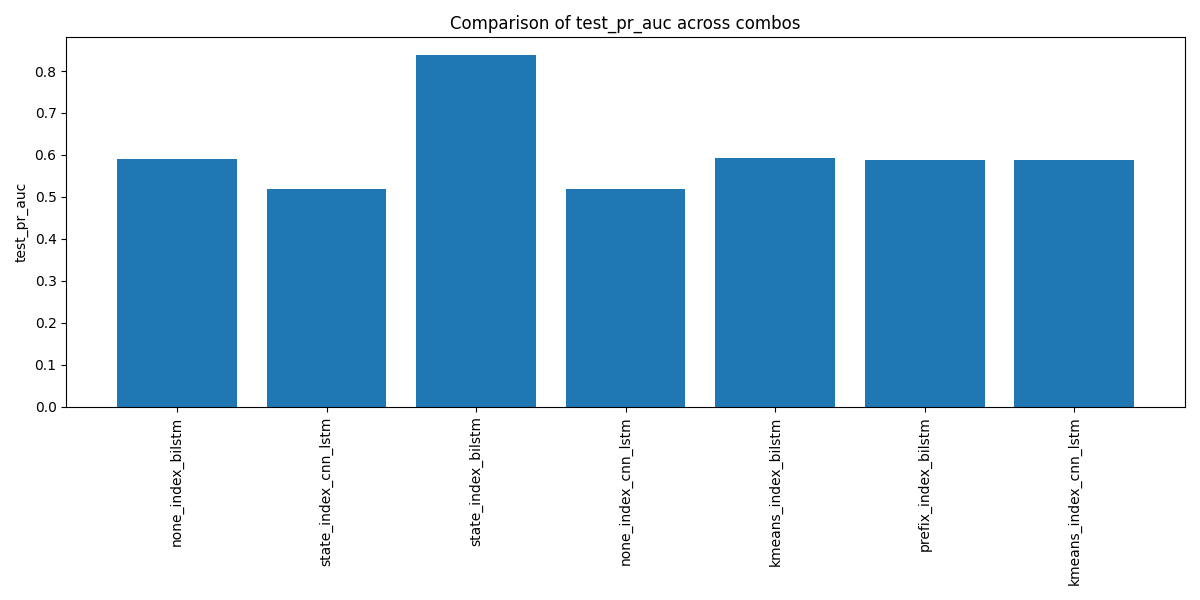 Comparison of test_pr_auc across combos
test_pr_auc
0.8
0.7
0.6
0.5
0.4
0.3
0.2
0.1
0.0
none_index_bilstm
state_index_cnn_lstm
state_index_bilstm
none_index_cnn_lstm
kmeans_index_bilstm
prefix_index_bilstm
kmeans_index_cnn_lstm